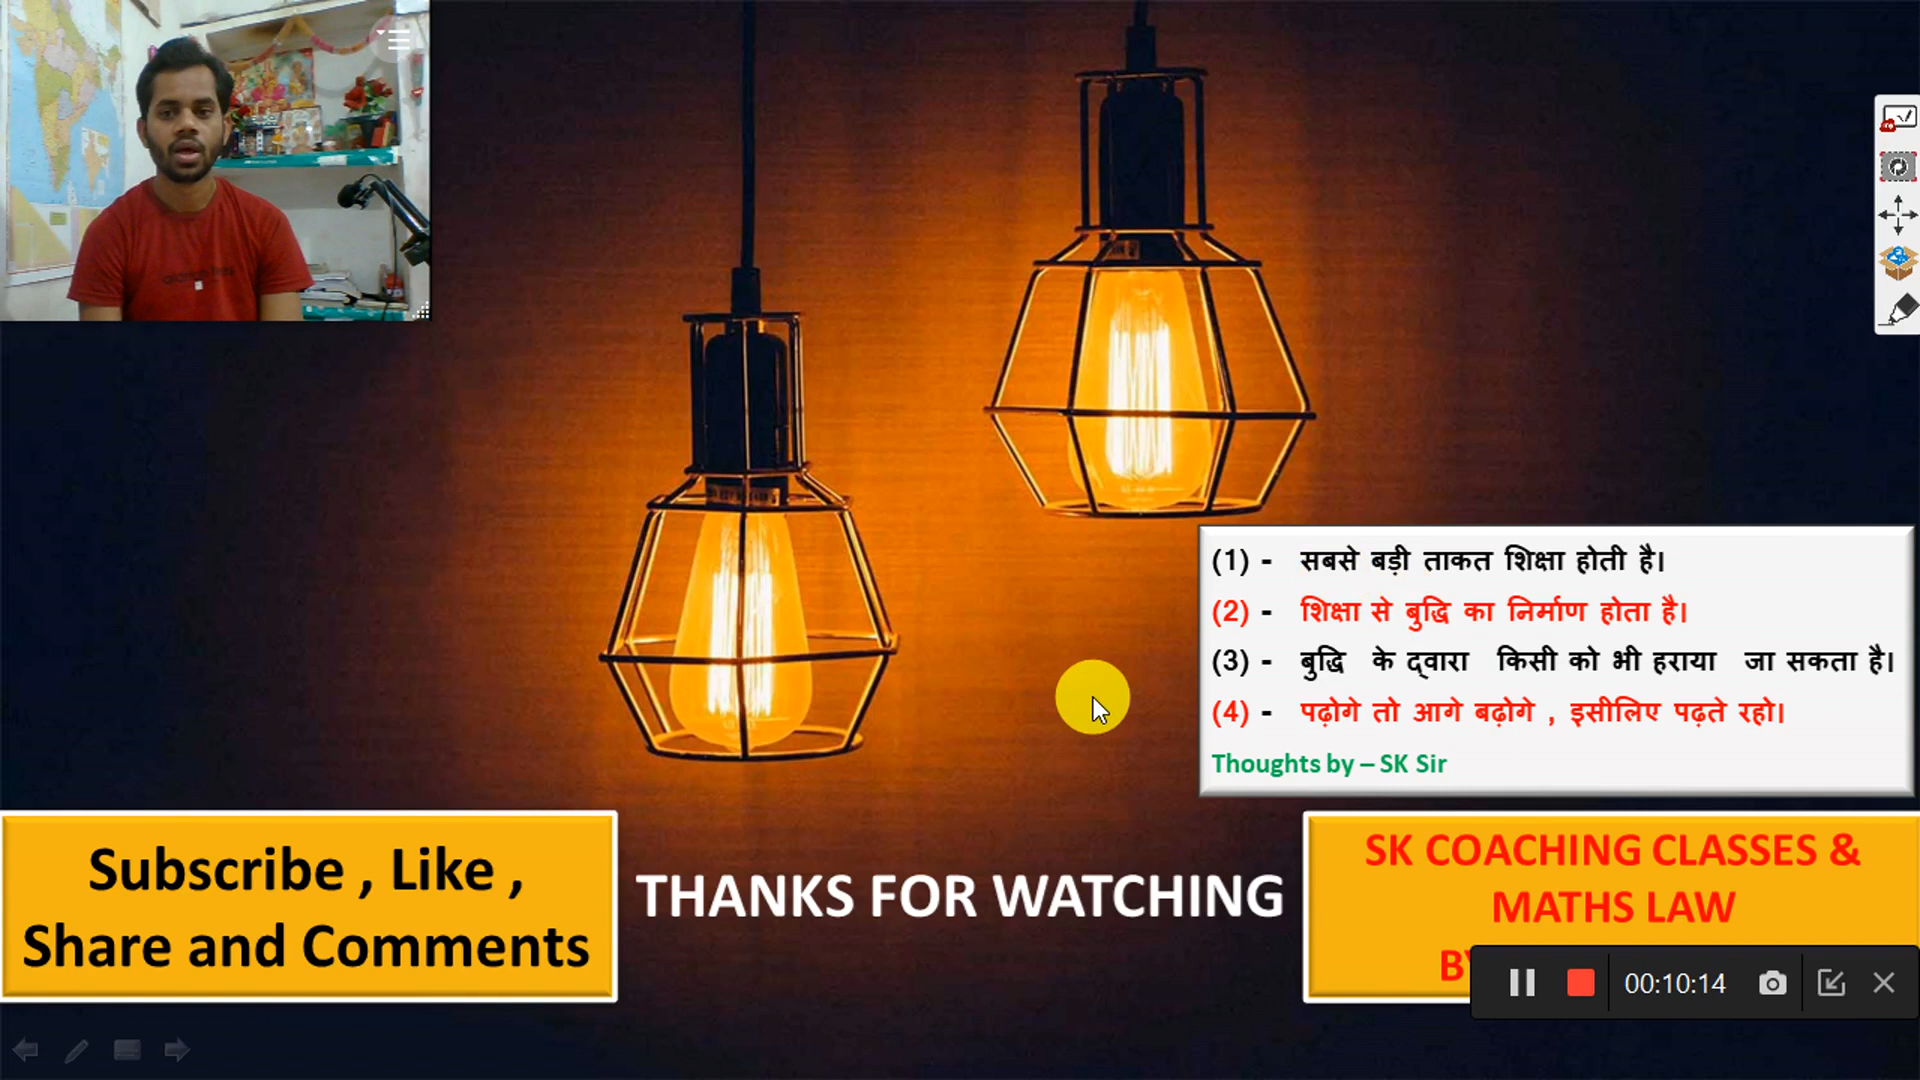 (1) - सबसे बड़ी ताकत शिक्षा होती है।
(2) - शिक्षा से बुद्धि का निर्माण होता है।
(3) - बुद्धि के द्वारा किसी को भी हराया जा सकता है।
(4) - पढ़ोगे तो आगे बढ़ोगे , इसीलिए पढ़ते रहो।
Thoughts by – SK Sir
Subscribe , Like ,
Share and Comments
THANKS FOR WATCHING
SK COACHING CLASSES &
MATHS LAW
00:10:14